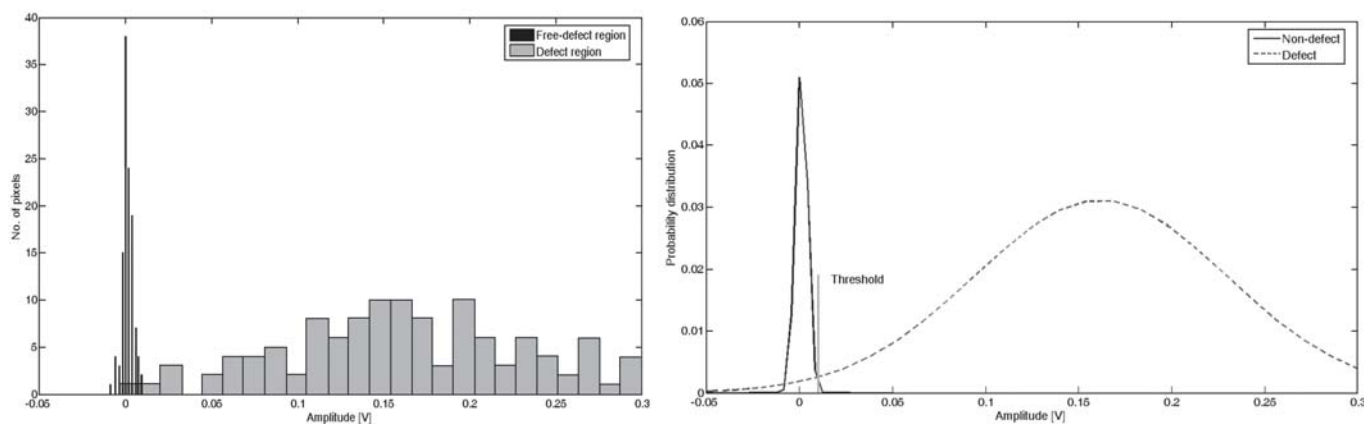 40
35
30
25
20
15
10
5
0
No. of pixels
Free-defect region
Defect region
-0.05 0 0.05 0.1 0.15 0.2 0.25 0.3
Amplitude [V]
0.06
0.05
0.04
0.03
0.02
0.01
0
Probability distribution
Non-defect
Defect
Threshold
-0.05 0 0.05 0.1 0.15 0.2 0.25 0.3
Amplitude [V]